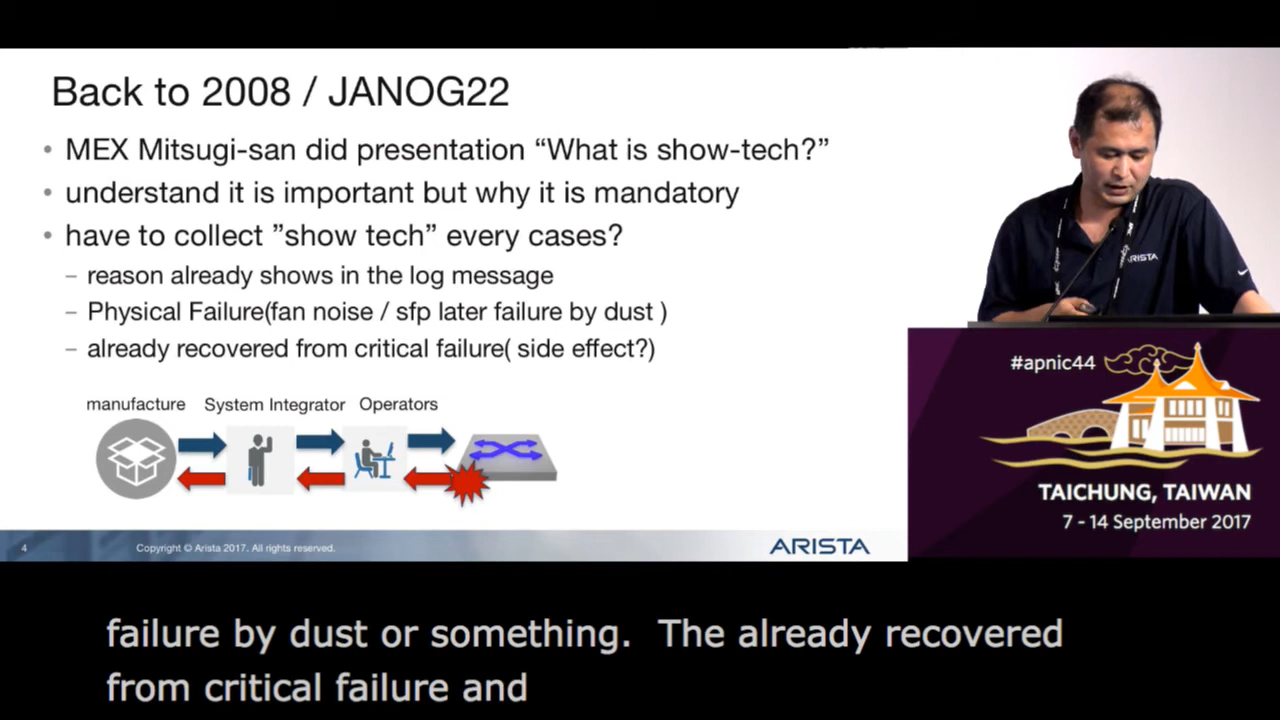 Back to 2008 / JANOG22
• MEX Mitsugi-san did presentation “What is show-tech?”
• understand it is important but why it is mandatory
• have to collect ”show tech” every cases?
– reason already shows in the log message
– Physical Failure(fan noise / sfp later failure by dust )
– already recovered from critical failure( side effect?)
manufacture System Integrator Operators
4 Copyright © Arista 2017. All rights reserved. ARISTA
ARISTA
#apnic44
TAICHUNG, TAIWAN
7 - 14 September 2017
failure by dust or something.  The already recovered
from critical failure and